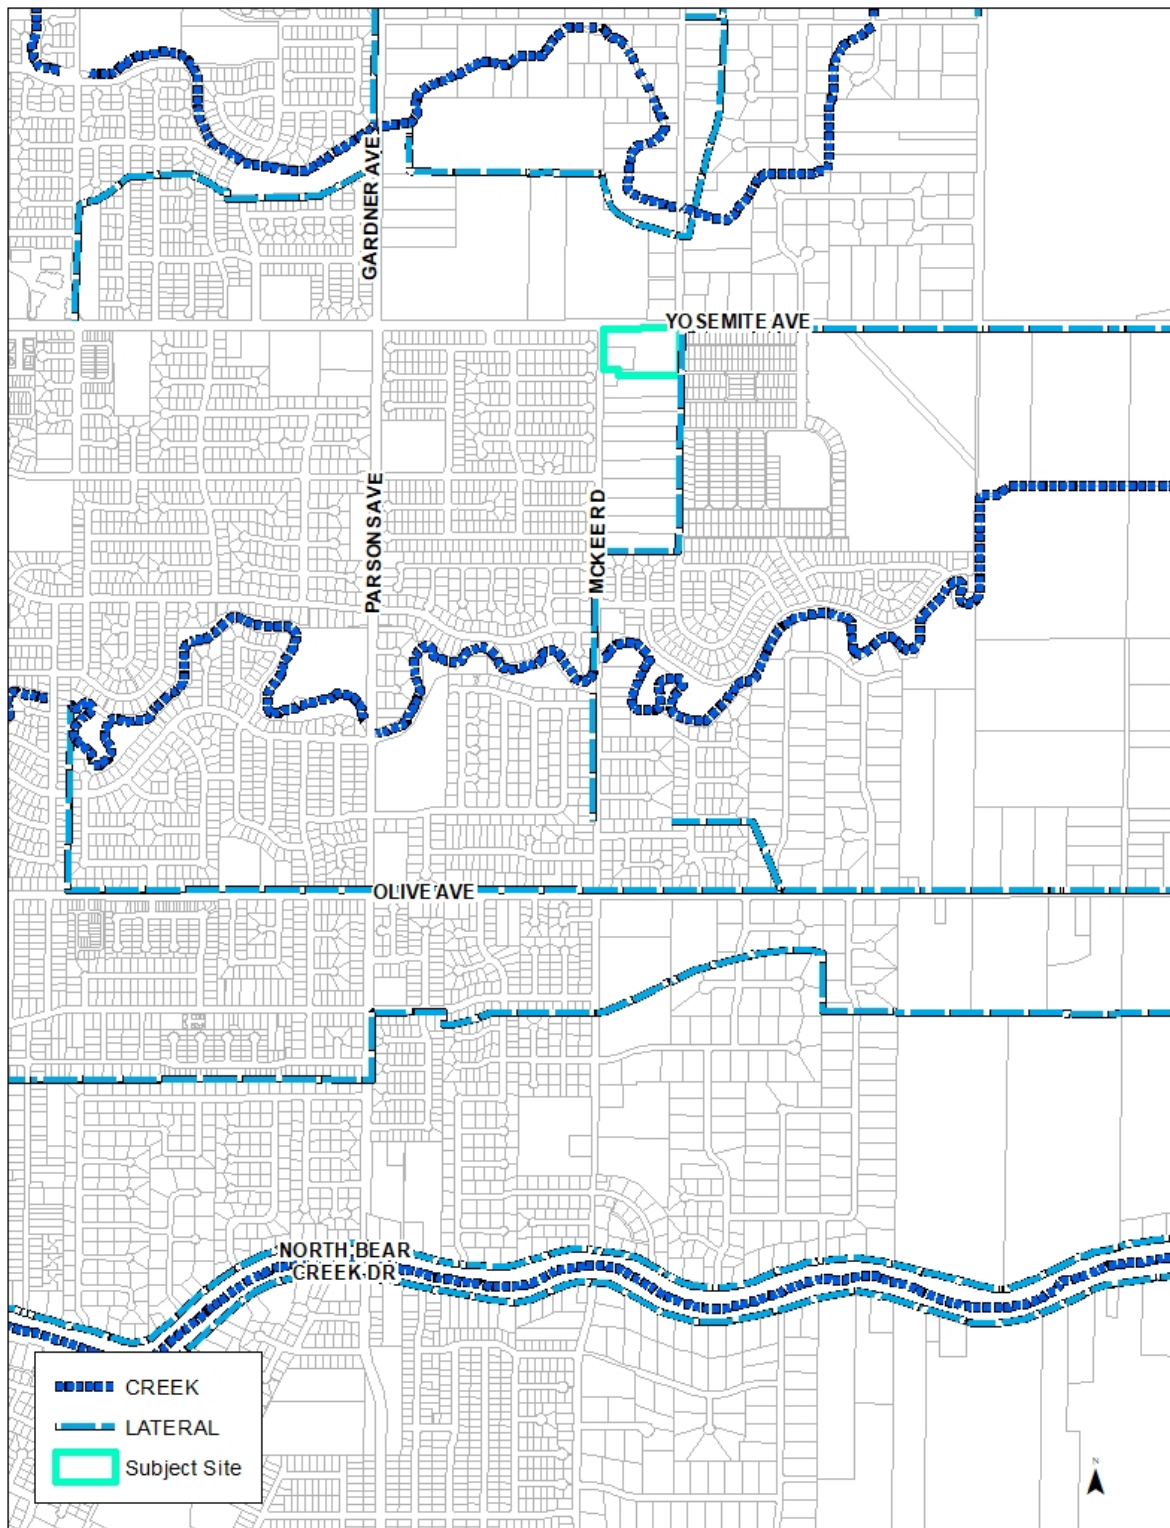 GARDNER AVE
YOSEMITE AVE
PARSONS AVE
MCKEE RD
OLIVE AVE
NORTH BEAR
CREEK DR
CREEK
LATERAL
Subject Site
N